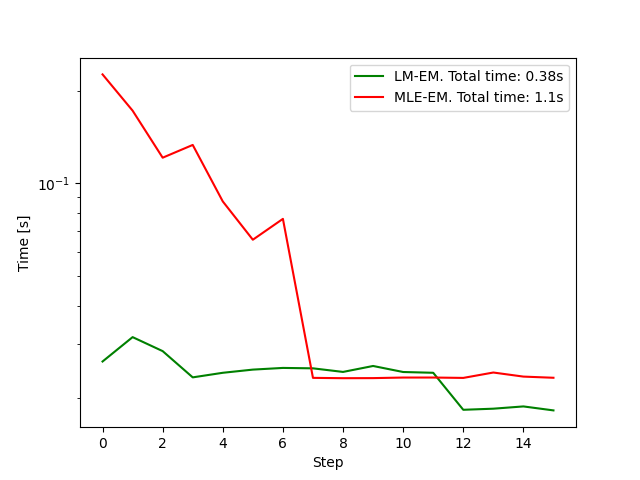 LM-EM. Total time: 0.38s
MLE-EM. Total time: 1.1s
Time [s]
10⁻¹
0 2 4 6 8 10 12 14
Step